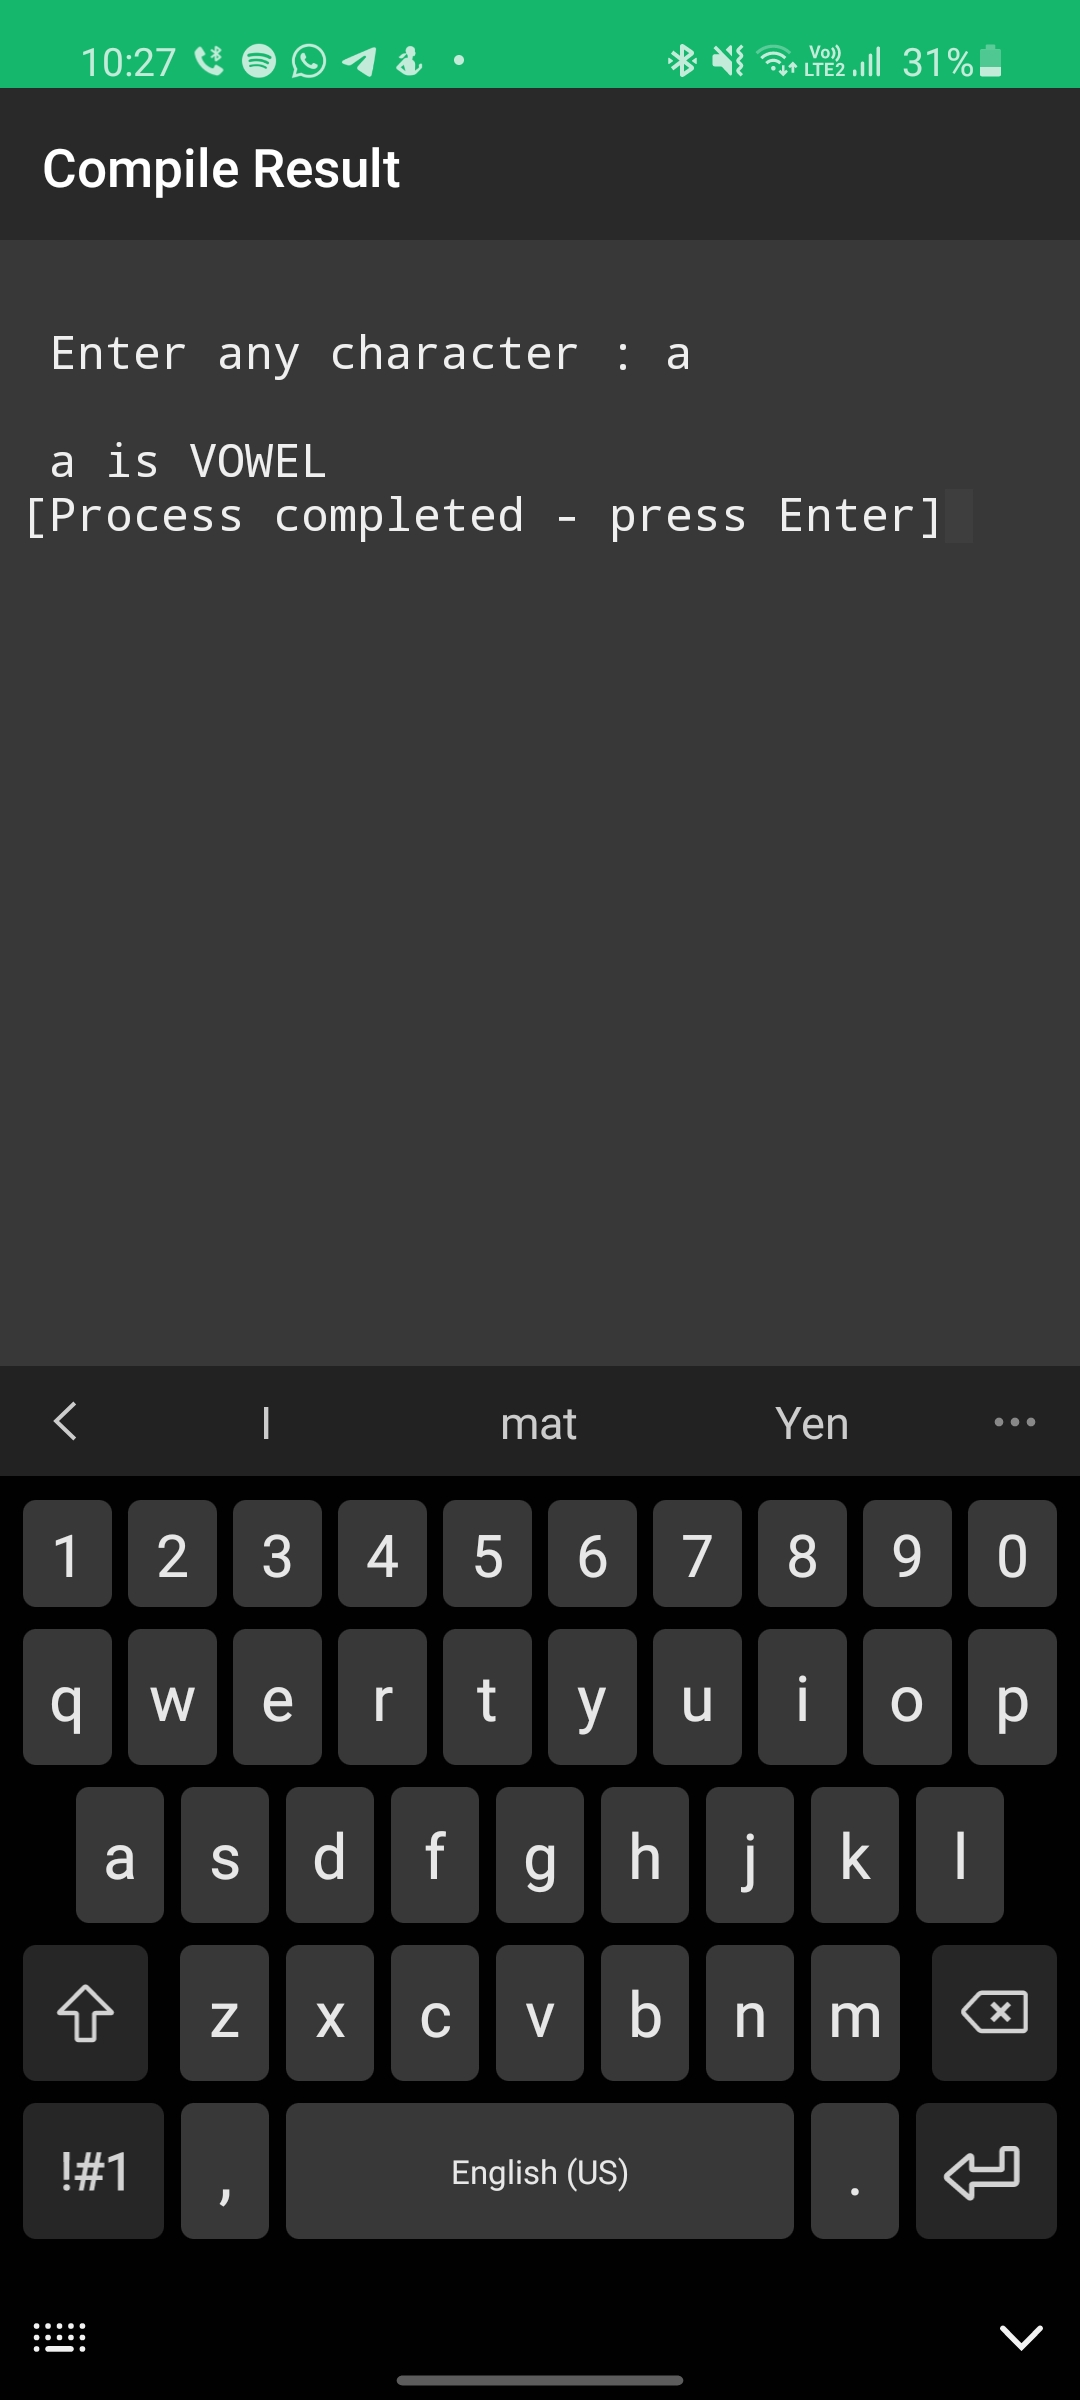 10:27 Vo)) LTE2 31%
Compile Result
Enter any character : a
a is VOWEL
[Process completed - press Enter]
I mat Yen
1 2 3 4 5 6 7 8 9 0
q w e r t y u i o p
a s d f g h j k l
z x c v b n m
!#1 , English (US) .